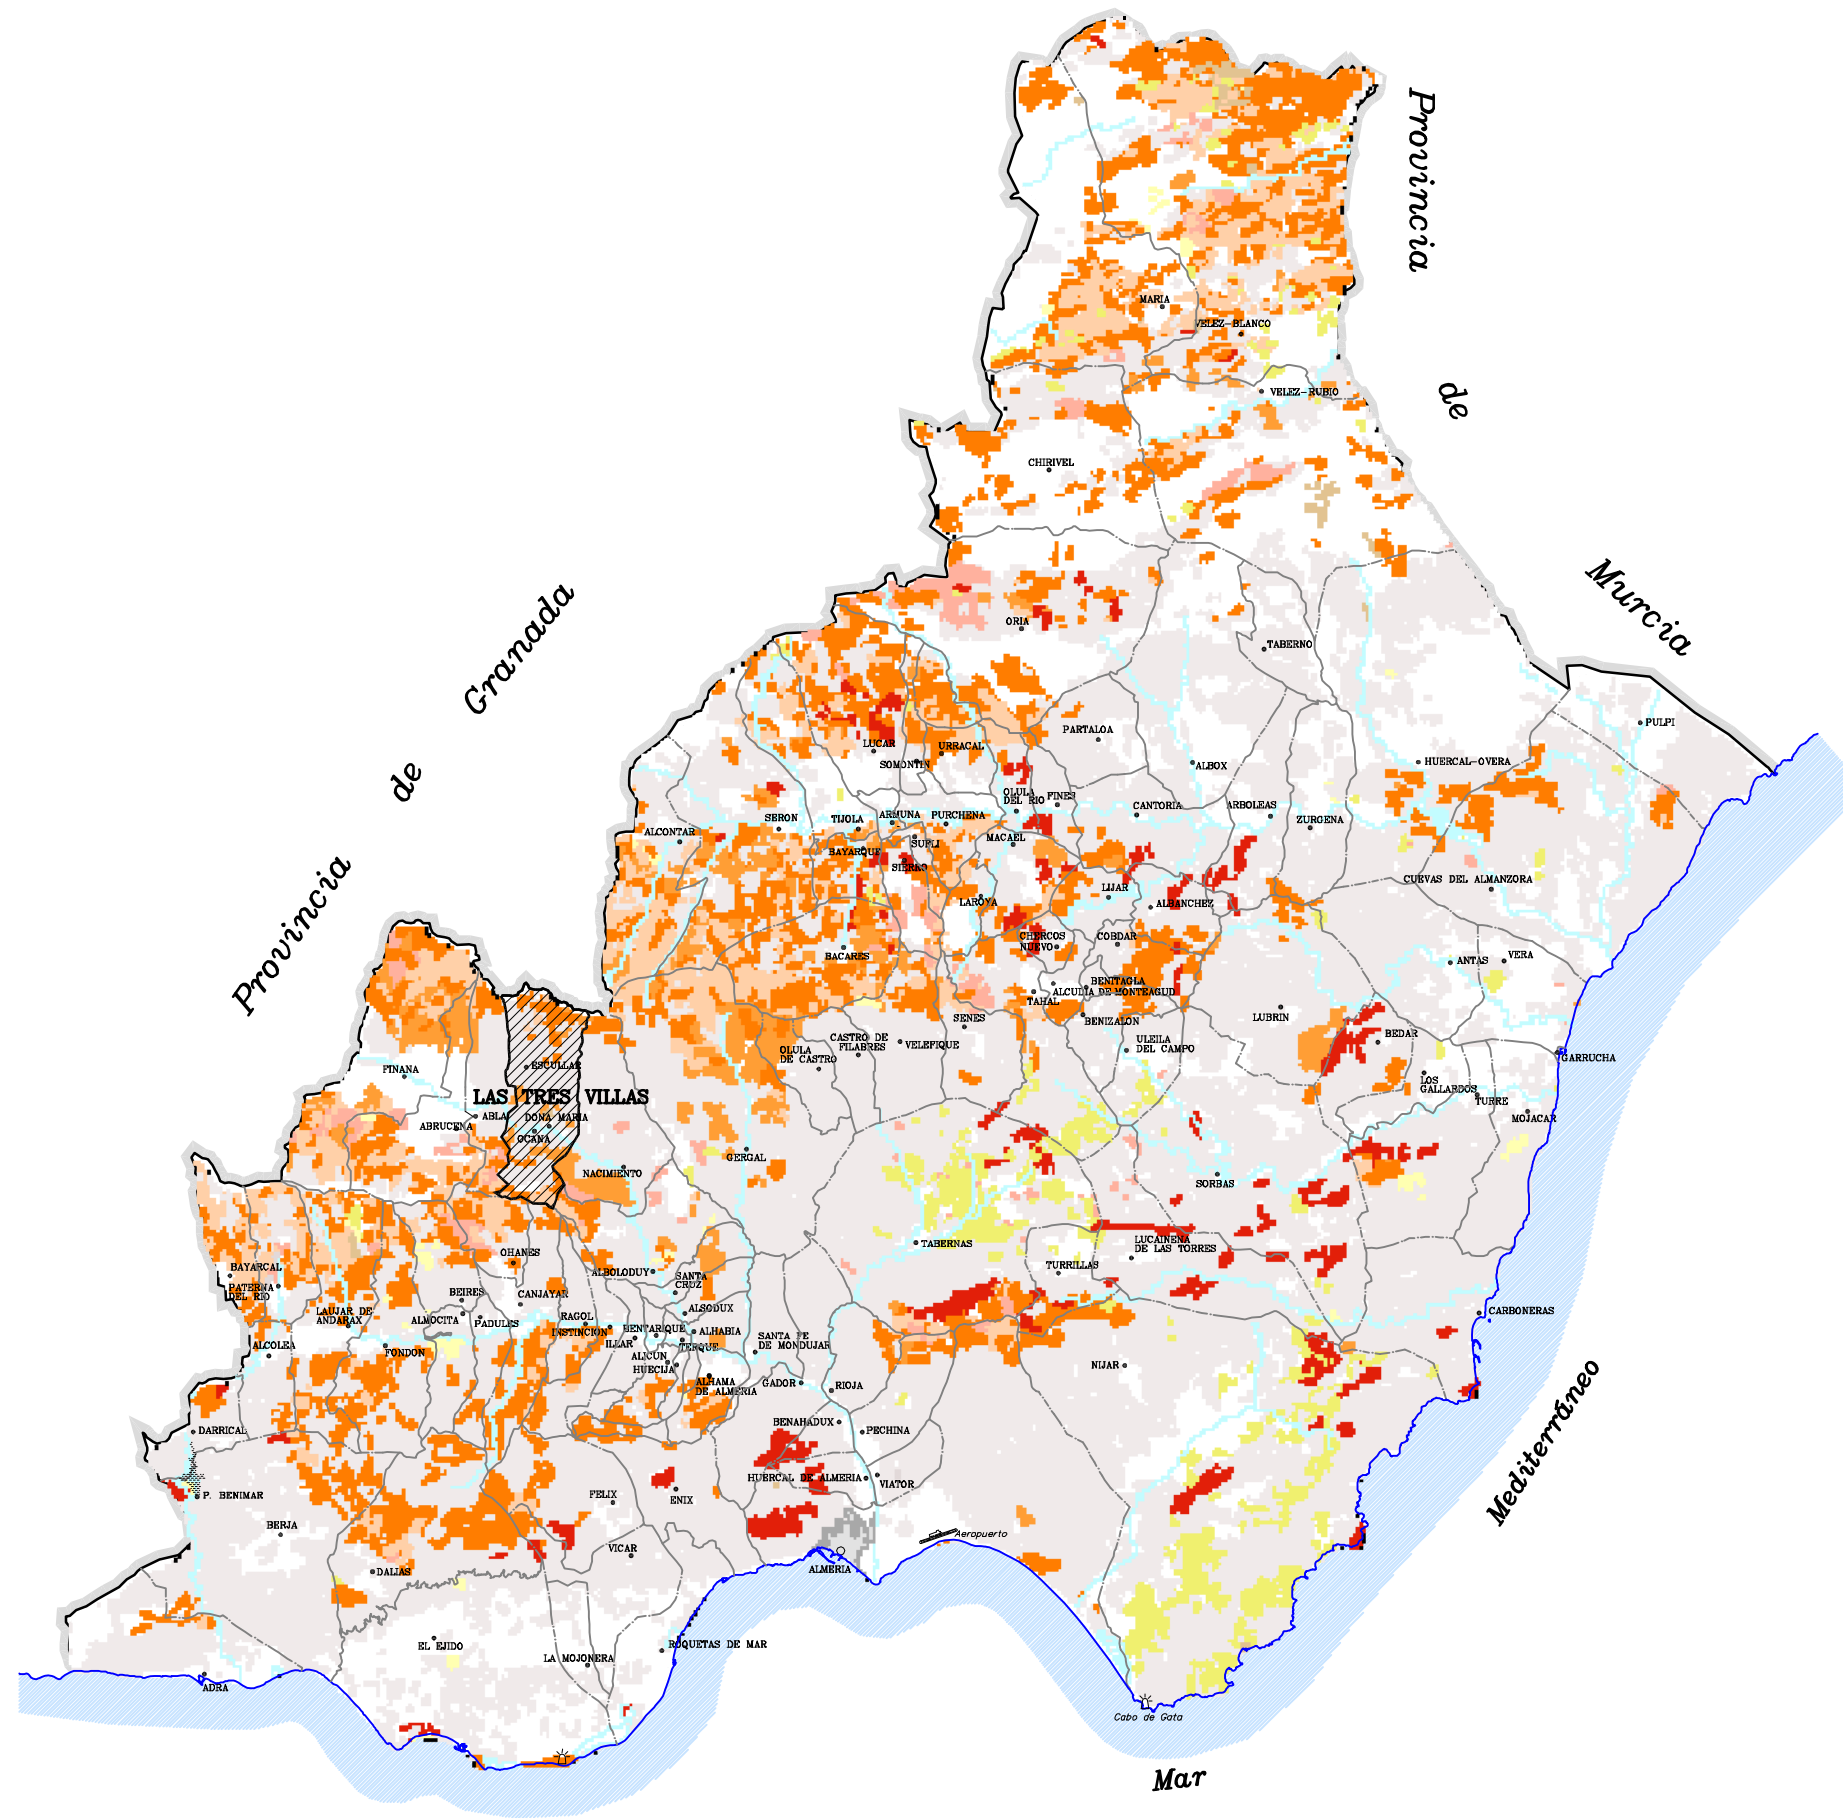 Provincia
de
MARIA
VELEZ-BLANCO
VELEZ-RUBIO
CHIRIVEL
Murcia
Granada
ORIA
TABERNO
PULPI
PARTALOA
LUCAR
URRACAL
SOMONTIN
ALBOX
HUERCAL-OVERA
de
OLULA
DEL RIO
FINES
CANTORIA
ARBOLEAS
ZURGENA
SERON
TIJOLA
ARMUNA
PURCHENA
ALCONTAR
MACAEL
SUFLI
BAYARQUE
SIERRO
Provincia
CUEVAS DEL ALMANZORA
LIJAR
LAROYA
ALBANCHEZ
CHERCOS
NUEVO
COBDAR
BACARES
ANTAS
VERA
BENITAGLA
ALCULIA DE MONTEAGUD
TAHAL
BENIZALON
SENES
LUBRIN
BEDAR
CASTRO DE
FILABRES
VELEFIQUE
ULEILA
DEL CAMPO
OLULA
DE CASTRO
GARRUCHA
ESCULLAR
FINANA
LOS
GALLARDOS
TURRE
LAS TRES VILLAS
MOJACAR
ABLA
DONA MARIA
ABRUCENA
OCANA
GERGAL
NACIMIENTO
SORBAS
TABERNAS
LUCAINENA
DE LAS TORRES
OHANES
TURRILLAS
BAYARCAL
ALBOLODUY
SANTA
CRUZ
PATERNA
DEL RIO
BEIRES
CANJAYAR
LAUJAR DE
ANDARAX
ALMOCITA
PADULES
RAGOL
ALSODUX
CARBONERAS
INSTINCION
BENTARIQUE
ALHABIA
ILLAR
TERQUE
SANTA FE
DE MONDUJAR
ALCOLEA
FONDON
ALICUN
HUECIJA
NIJAR
ALHAMA
DE ALMERIA
GADOR
RIOJA
BENAHADUX
PECHINA
DARRICAL
Mediterráneo
HUERCAL DE ALMERIA
VIATOR
P. BENIMAR
FELIX
ENIX
BERJA
Aeropuerto
VICAR
ALMERIA
DALIAS
EL EJIDO
ROQUETAS DE MAR
LA MOJONERA
ADRA
Cabo de Gata
Mar